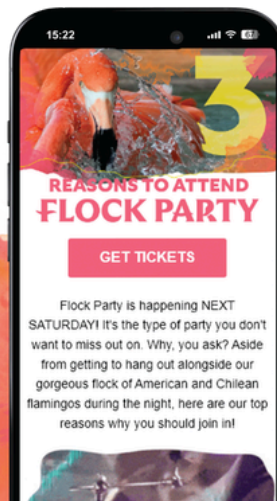 15:22
67
3
REASONS TO ATTEND
FLOCK PARTY
GET TICKETS
Flock Party is happening NEXT
SATURDAY! It's the type of party you don't
want to miss out on. Why, you ask? Aside
from getting to hang out alongside our
gorgeous flock of American and Chilean
flamingos during the night, here are our top
reasons why you should join in!